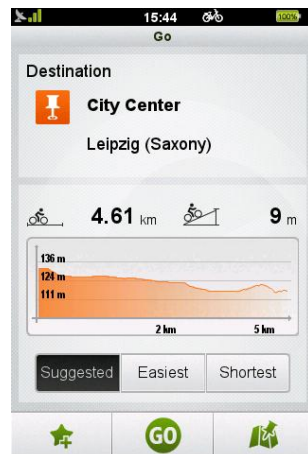 15:44 100%
Go
Destination
City Center
Leipzig (Saxony)
4.61 km 9 m
136 m
124 m
111 m
2 km 5 km
Suggested Easiest Shortest
GO